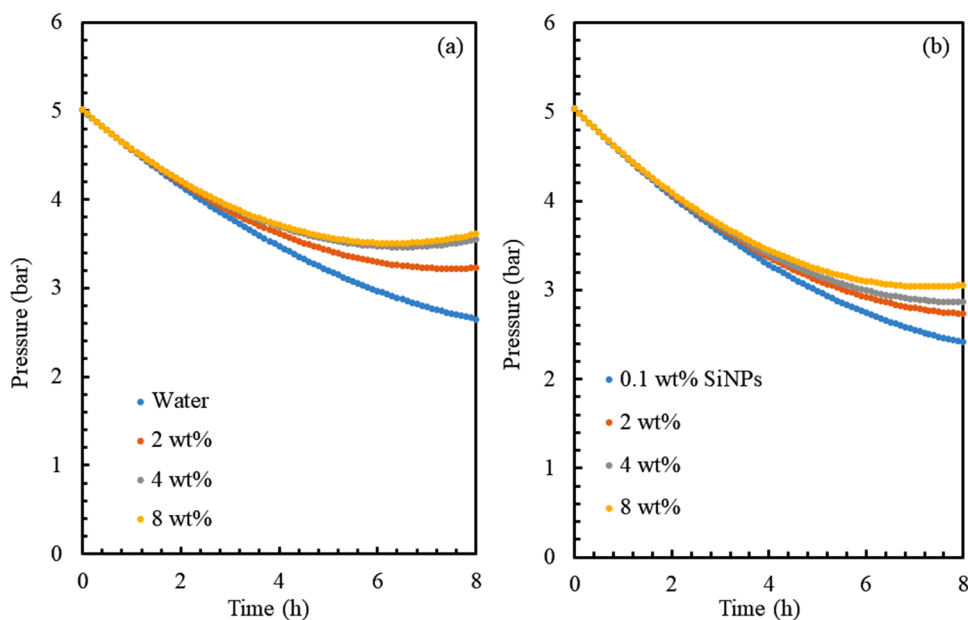 (a)
6
5
4
3
2
1
0
Pressure (bar)
Water
2 wt%
4 wt%
8 wt%
0 2 4 6 8
Time (h)
(b)
6
5
4
3
2
1
0
Pressure (bar)
0.1 wt% SiNPs
2 wt%
4 wt%
8 wt%
0 2 4 6 8
Time (h)